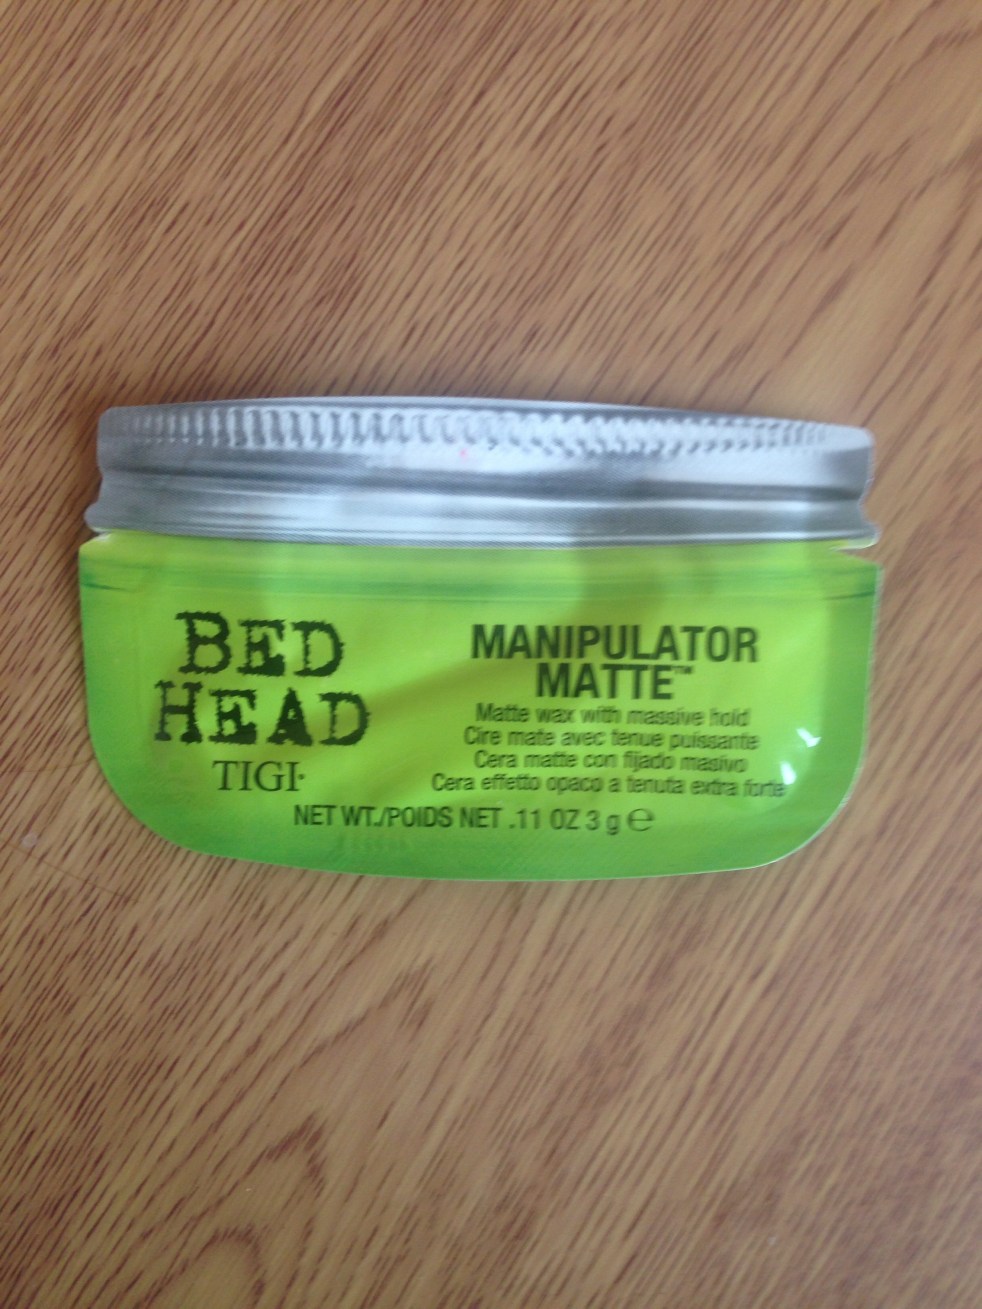 BED
HEAD
TIGI
MANIPULATOR
MATTE™
Matte wax with massive hold
Cire mate avec tenue puissante
Cera matte con fijado masivo
Cera effetto opaco a tenuta extra forte
NET WT./POIDS NET .11 OZ 3 g ℮